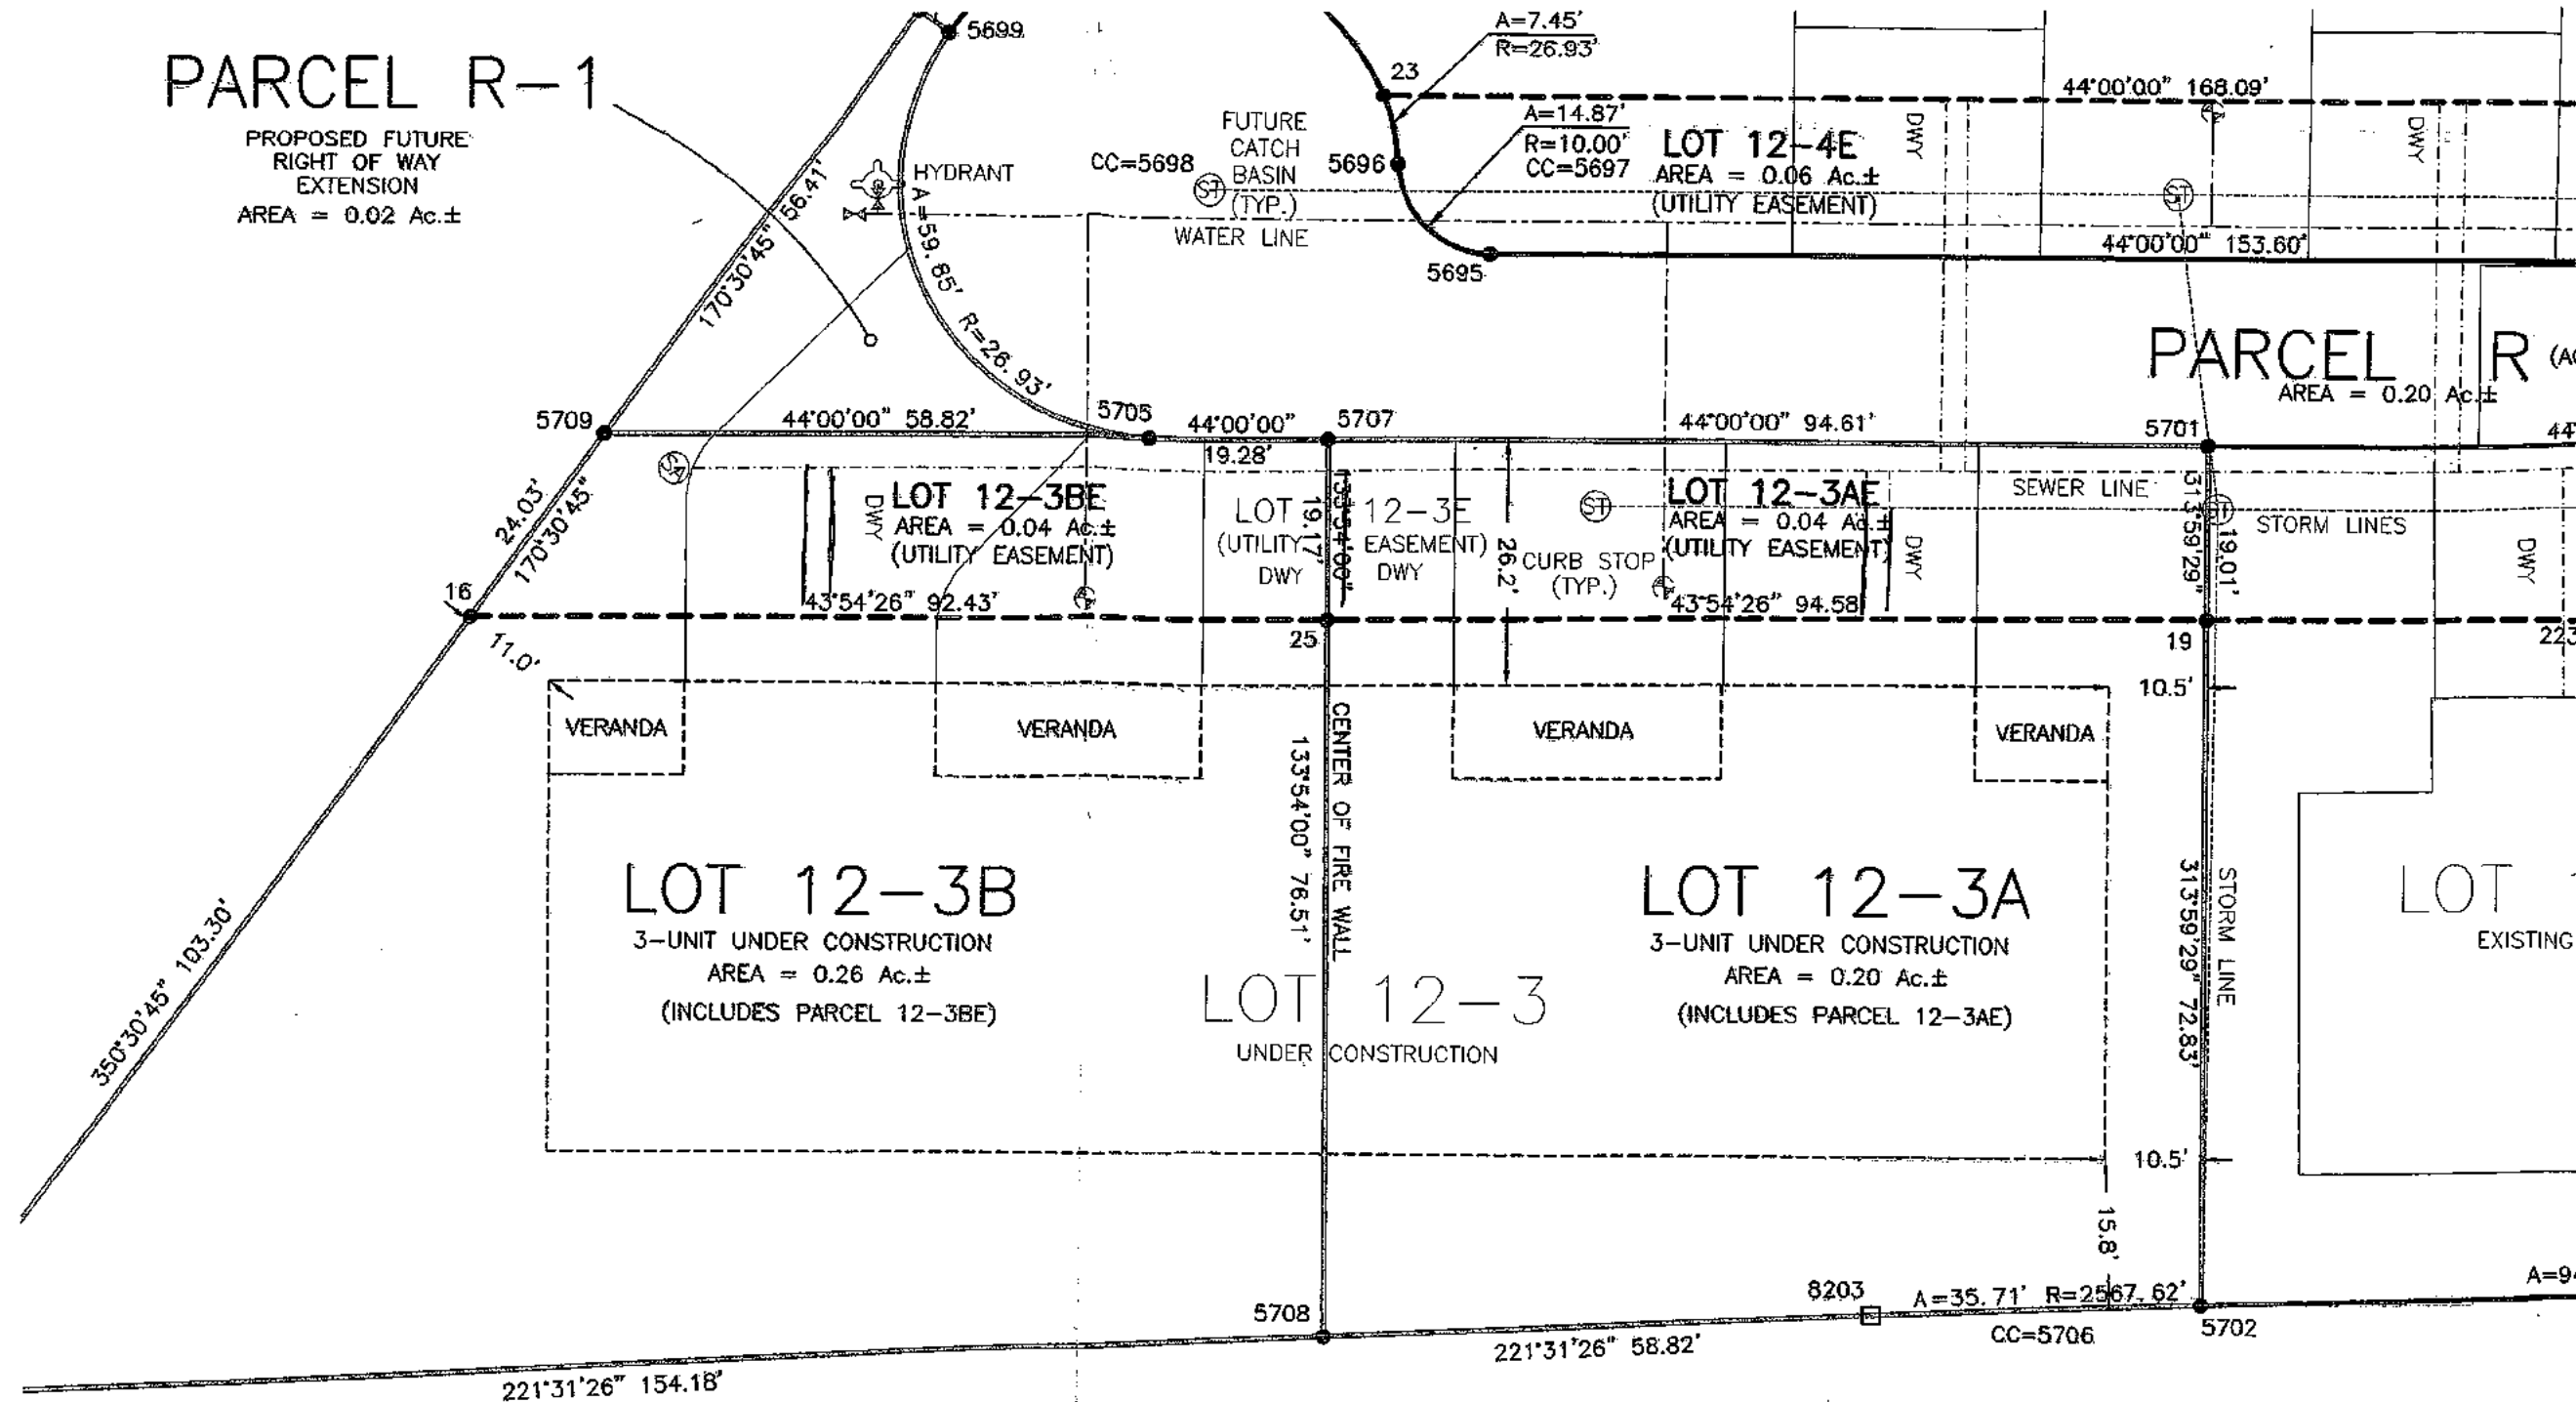 5699
PARCEL R-1
PROPOSED FUTURE
RIGHT OF WAY
EXTENSION
AREA = 0.02 Ac.±
170°30'45" 56.41'
HYDRANT
A=59.85' R=26.93'
CC=5698
FUTURE
CATCH
BASIN
(TYP.)
ST
WATER LINE
A=7.45'
R=26.93'
23
A=14.87'
R=10.00'
CC=5697
5696
5695
LOT 12-4E
AREA = 0.06 Ac.±
(UTILITY EASEMENT)
DWY
44°00'00" 168.09'
DWY
ST
44°00'00" 153.60'
PARCEL R
AREA = 0.20 Ac.±
5709
44°00'00" 58.82'
5705
44°00'00"
19.28'
5707
44°00'00" 94.61'
5701
44°
24.03'
170°30'45"
16
11.0'
DWY
LOT 12-3BE
AREA = 0.04 Ac.±
(UTILITY EASEMENT)
43°54'26" 92.43'
LOT 12-3E
(UTILITY EASEMENT)
DWY DWY
19.17'
133°54'00"
25
26.2'
ST
CURB STOP
(TYP.)
LOT 12-3AE
AREA = 0.04 Ac.±
(UTILITY EASEMENT)
43°54'26" 94.58'
DWY
SEWER LINE
313°59'29"
19.01'
ST
STORM LINES
DWY
19
223
10.5'
VERANDA
VERANDA
VERANDA
VERANDA
CENTER OF FIRE WALL
133°54'00" 76.51'
LOT 12-3B
3-UNIT UNDER CONSTRUCTION
AREA = 0.26 Ac.±
(INCLUDES PARCEL 12-3BE)
LOT 12-3
UNDER CONSTRUCTION
LOT 12-3A
3-UNIT UNDER CONSTRUCTION
AREA = 0.20 Ac.±
(INCLUDES PARCEL 12-3AE)
STORM LINE
313°59'29" 72.83'
LOT
EXISTING
350°30'45" 103.30'
10.5'
15.8'
5708
8203
A=35.71' R=2567.62'
CC=5706
5702
A=94
221°31'26" 58.82'
221°31'26" 154.18'